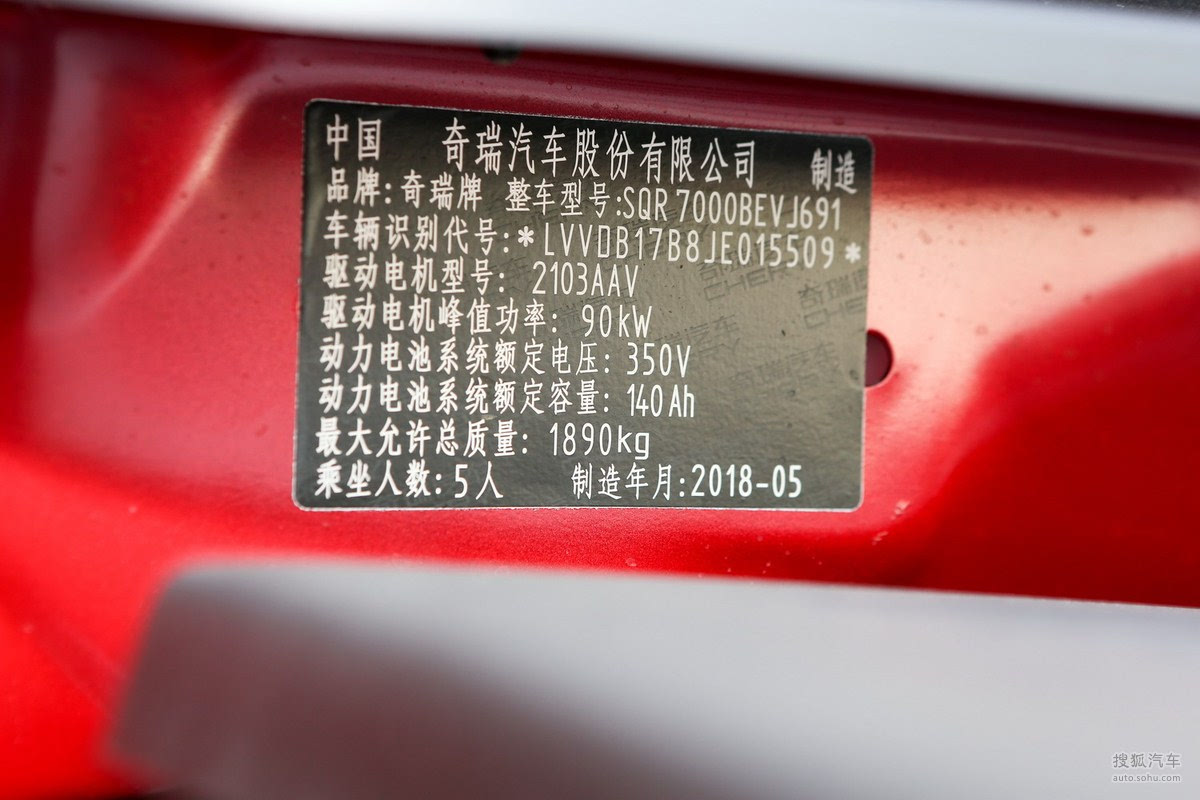 中国 奇瑞汽车股份有限公司 制造
品牌:奇瑞牌 整车型号:SQR7000BEVJ691
车辆识别代号:*LVVDB17B8JE015509*
驱动电机型号: 2103AAV
驱动电机峰值功率: 90kW
动力电池系统额定电压: 350V
动力电池系统额定容量: 140Ah
最大允许总质量: 1890kg
乘坐人数:5人 制造年月:2018-05
搜狐汽车
auto.sohu.com